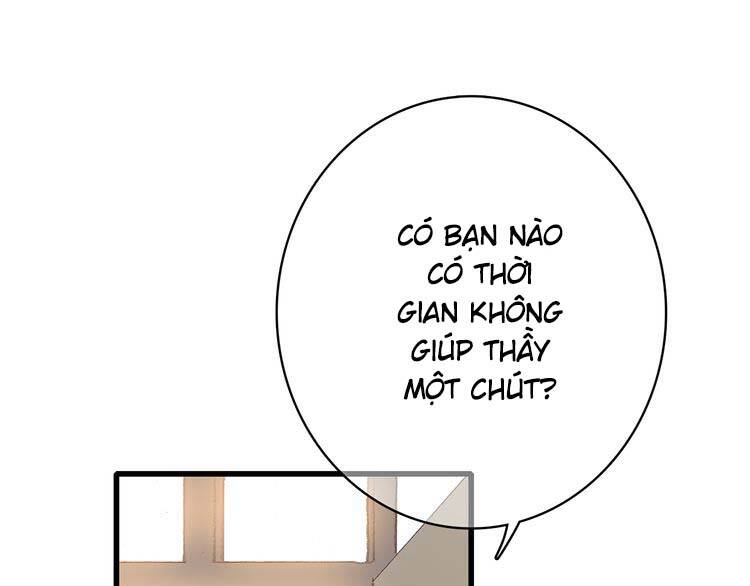 CÓ BẠN NÀO
CÓ THỜI
GIAN KHÔNG
GIÚP THẦY
MỘT CHÚT?